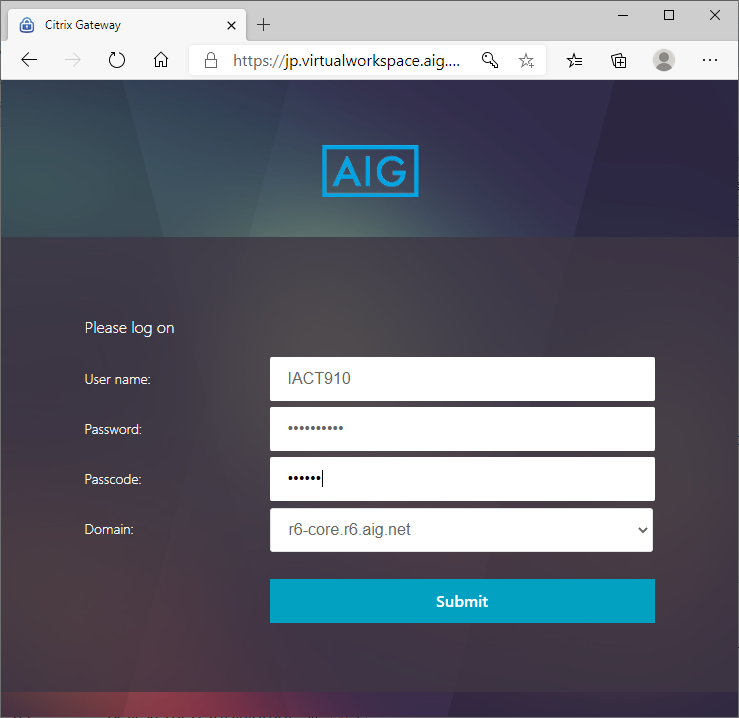 Citrix Gateway
https://jp.virtualworkspace.aig....
AIG
Please log on
User name: IACT910
Password: ••••••••••
Passcode: ••••••
Domain: r6-core.r6.aig.net
Submit